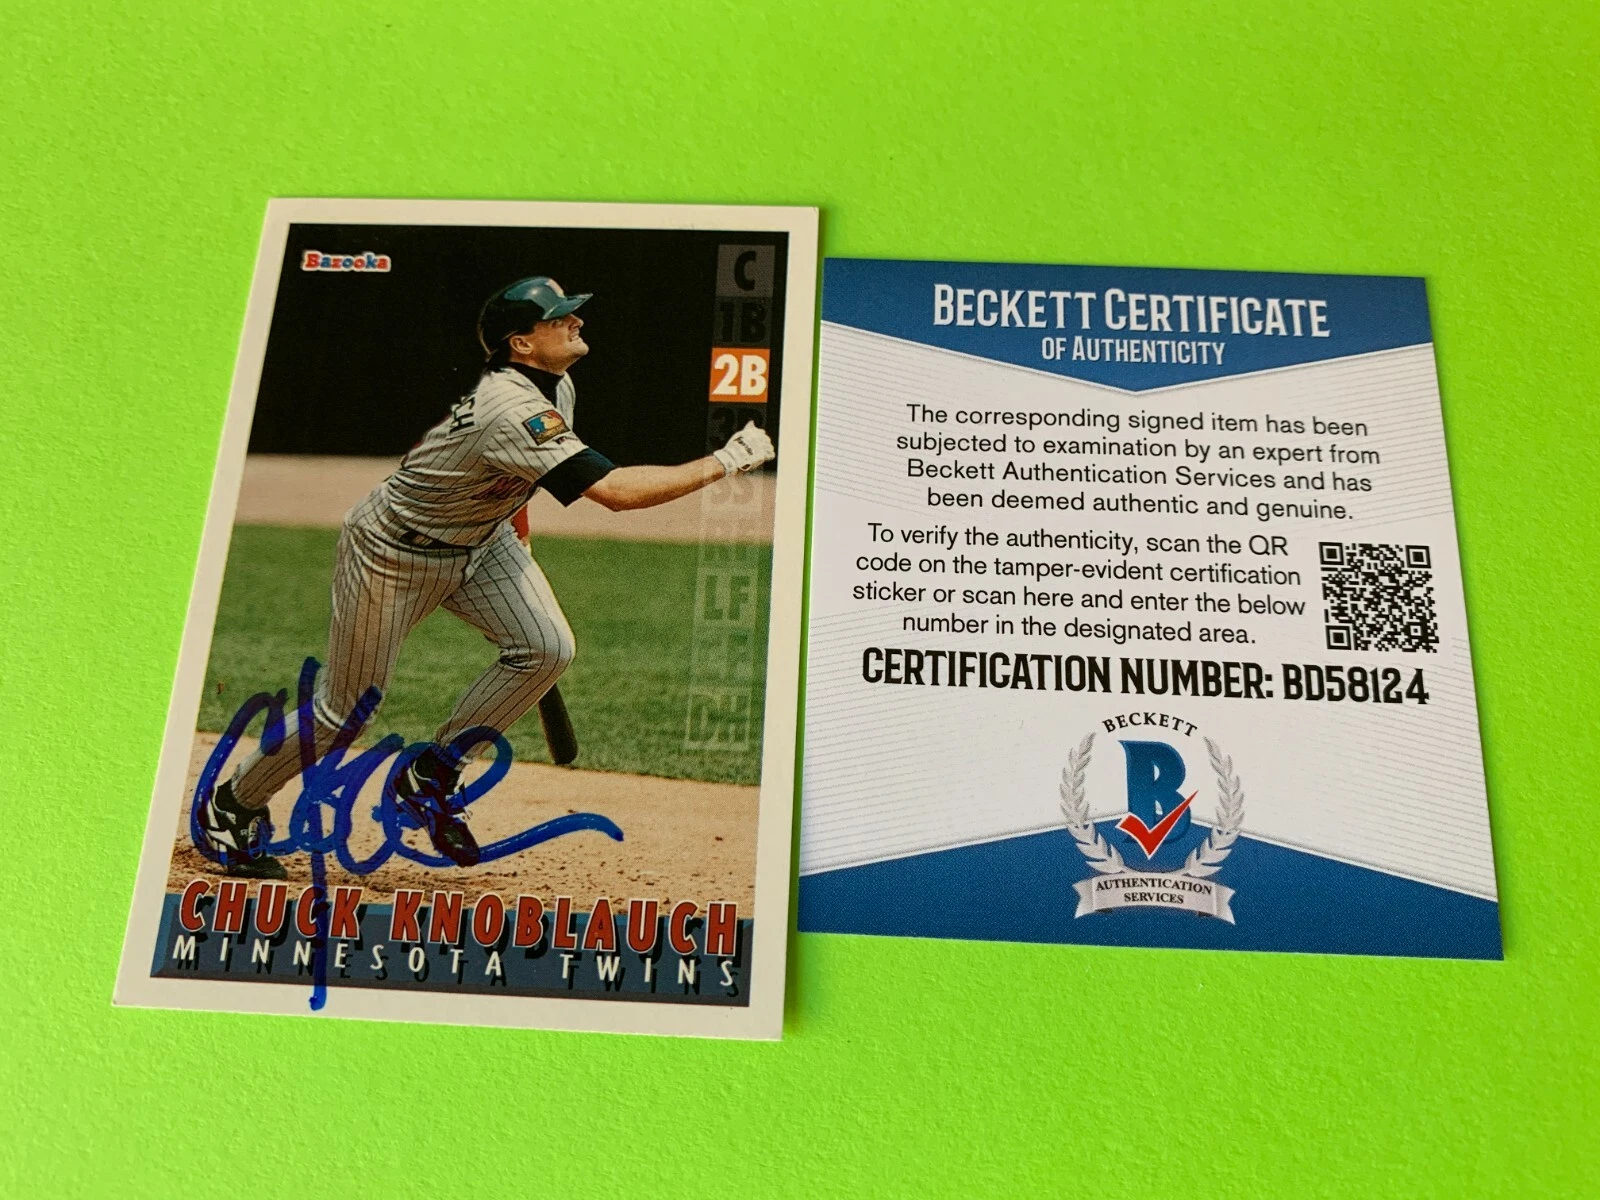 Bazooka
C
1B
2B
3B
SS
RF
LF
DH
CH
CHUCK KNOBLAUCH
MINNESOTA TWINS
BECKETT CERTIFICATE
OF AUTHENTICITY
The corresponding signed item has been
subjected to examination by an expert from
Beckett Authentication Services and has
been deemed authentic and genuine.
To verify the authenticity, scan the QR
code on the tamper-evident certification
sticker or scan here and enter the below
number in the designated area.
CERTIFICATION NUMBER: BD58124
BECKETT
B
AUTHENTICATION
SERVICES